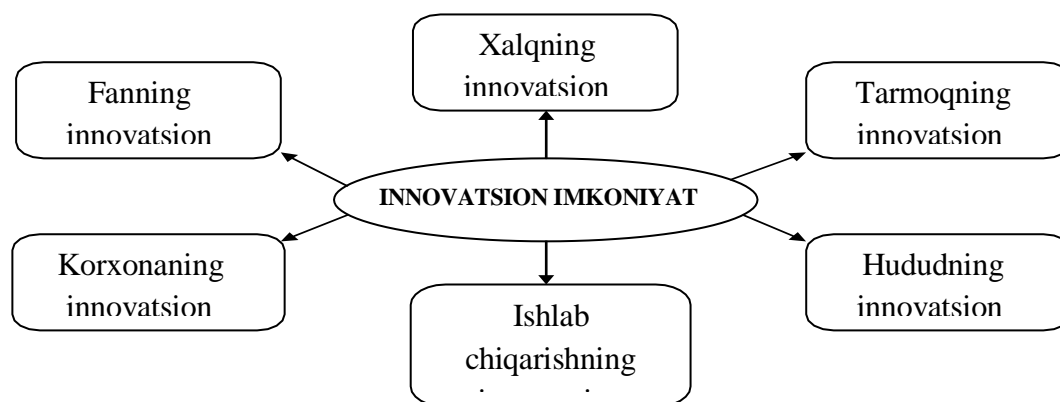 Xalqning
innovatsion
Fanning
innovatsion
Tarmoqning
innovatsion
INNOVATSION IMKONIYAT
Korxonaning
innovatsion
Hududning
innovatsion
Ishlab
chiqarishning